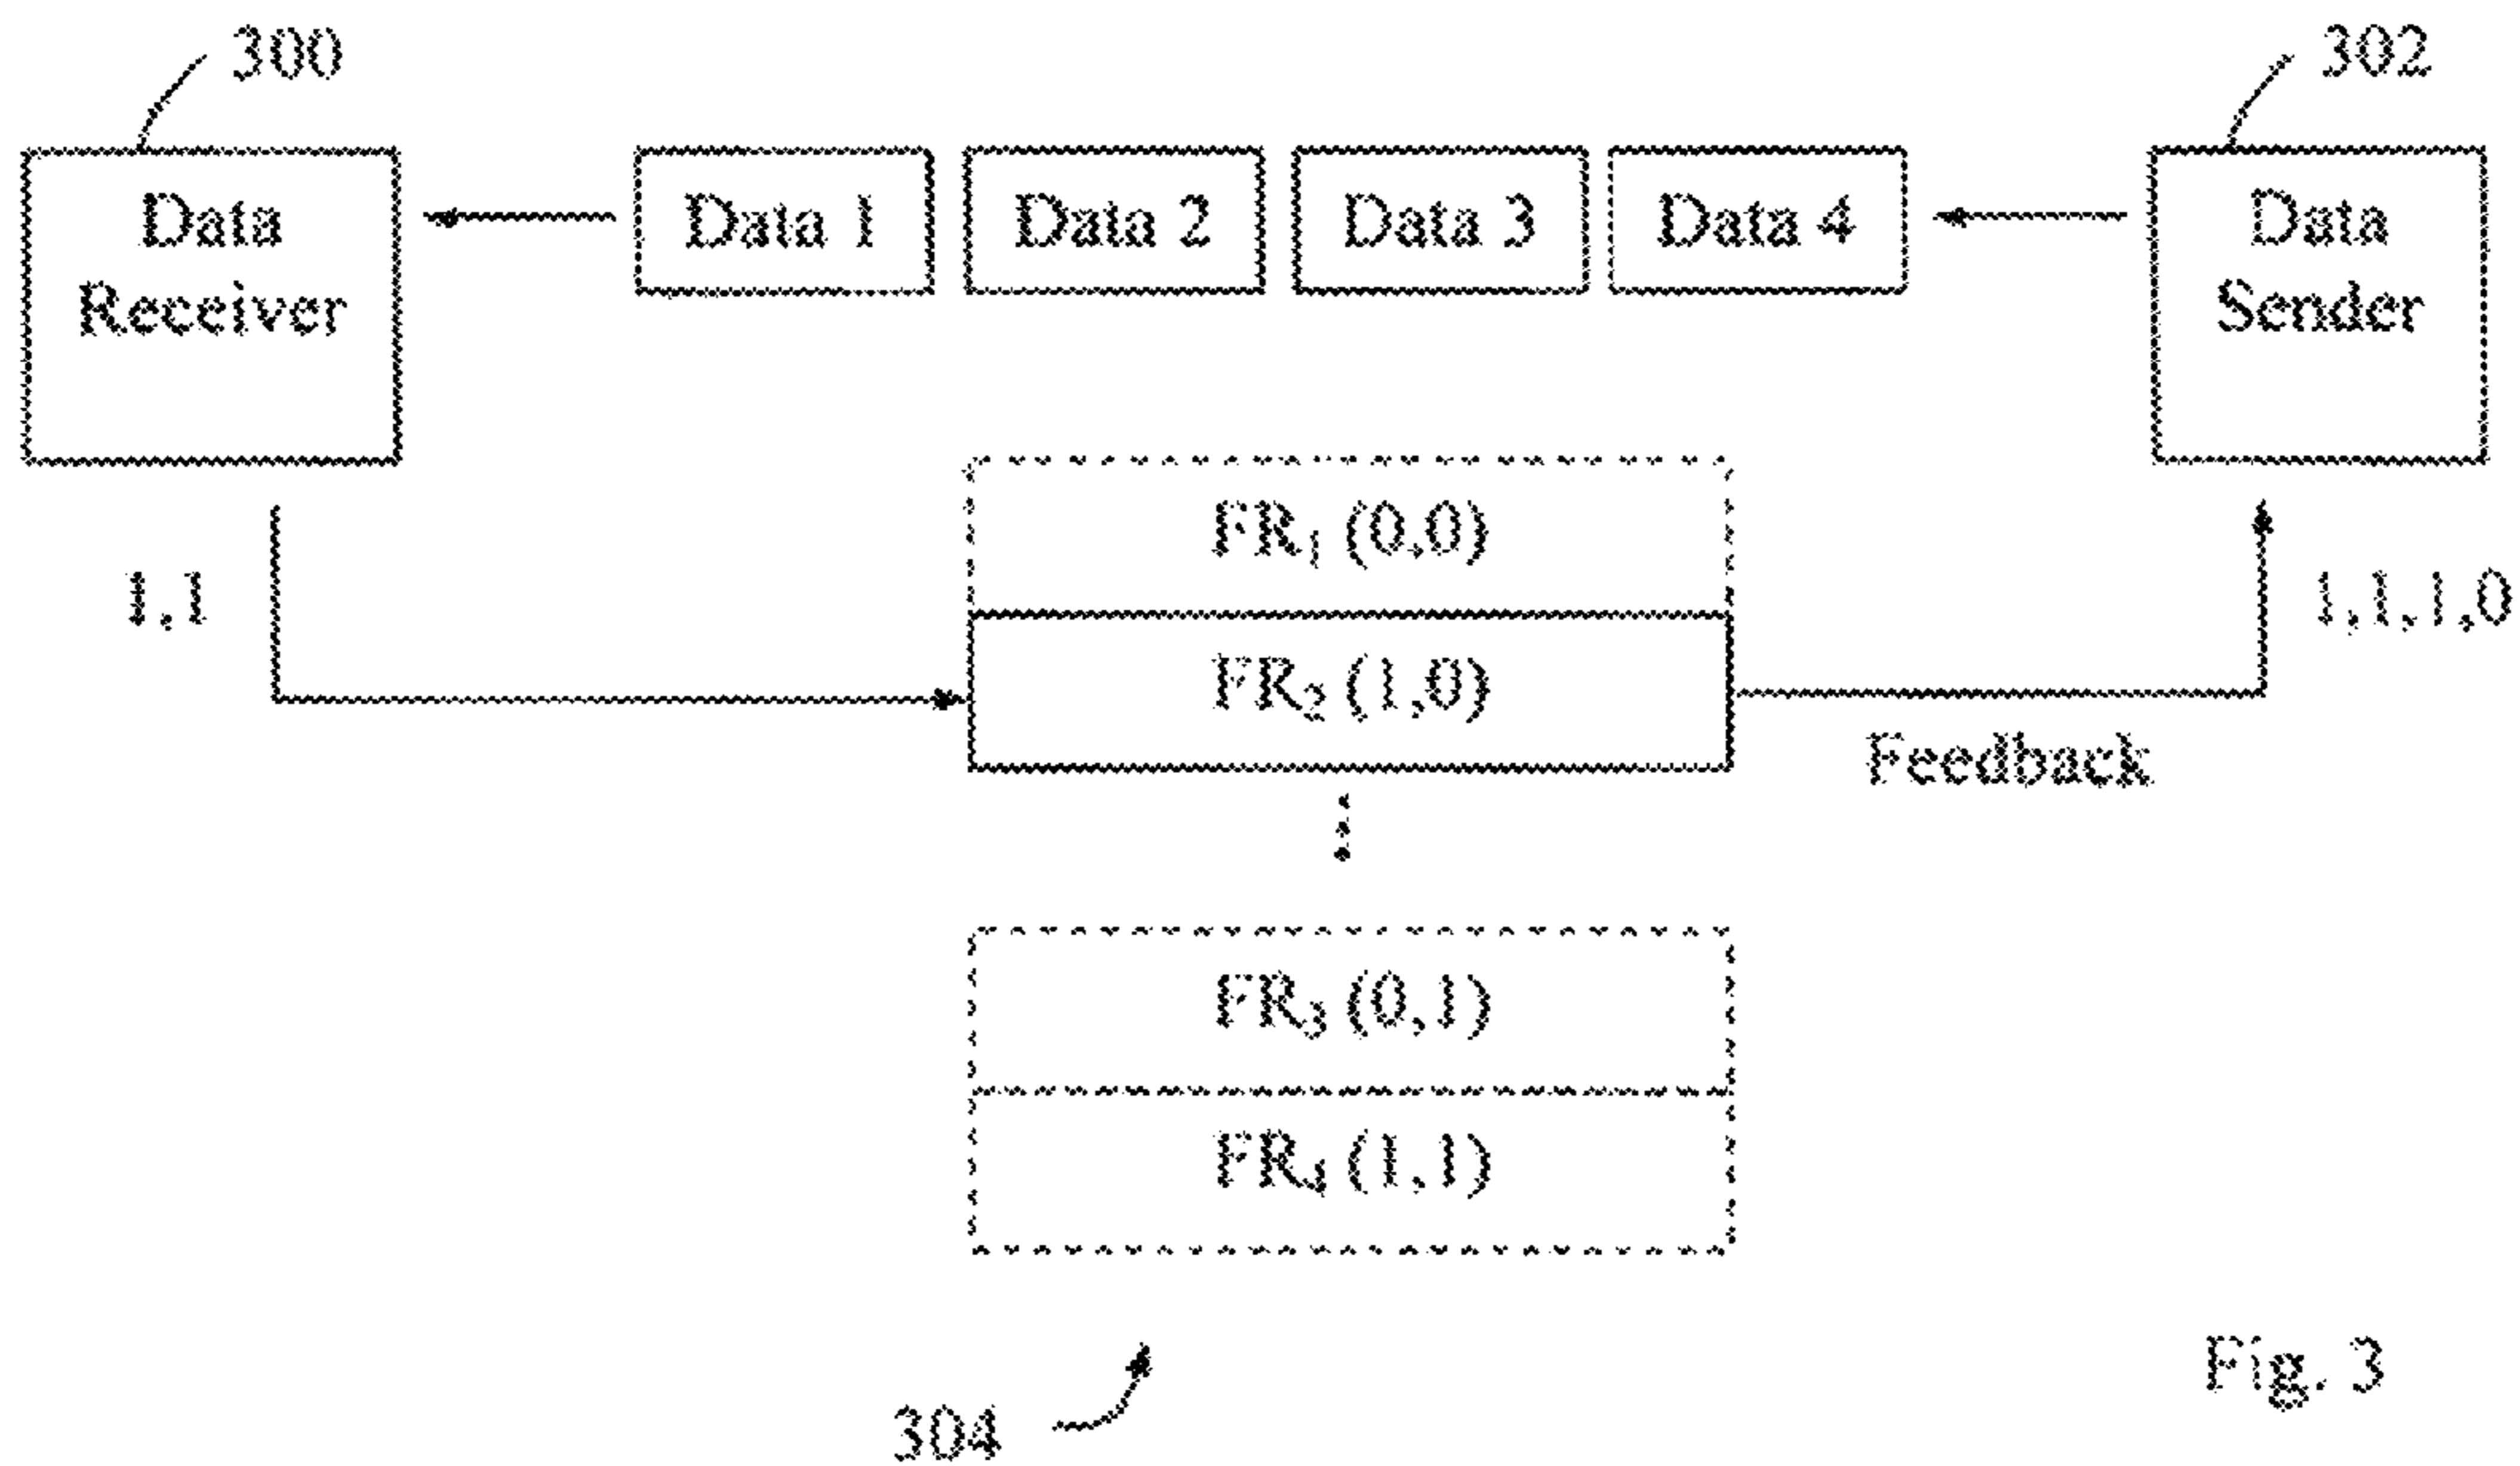 300
302
Data
Receiver
Data 1
Data 2
Data 3
Data 4
Data
Sender
FR₁ (0,0)
1,1
1,1,1,0
FR₂ (1,0)
Feedback
FR₃ (0,1)
FR₄ (1,1)
Fig. 3
304